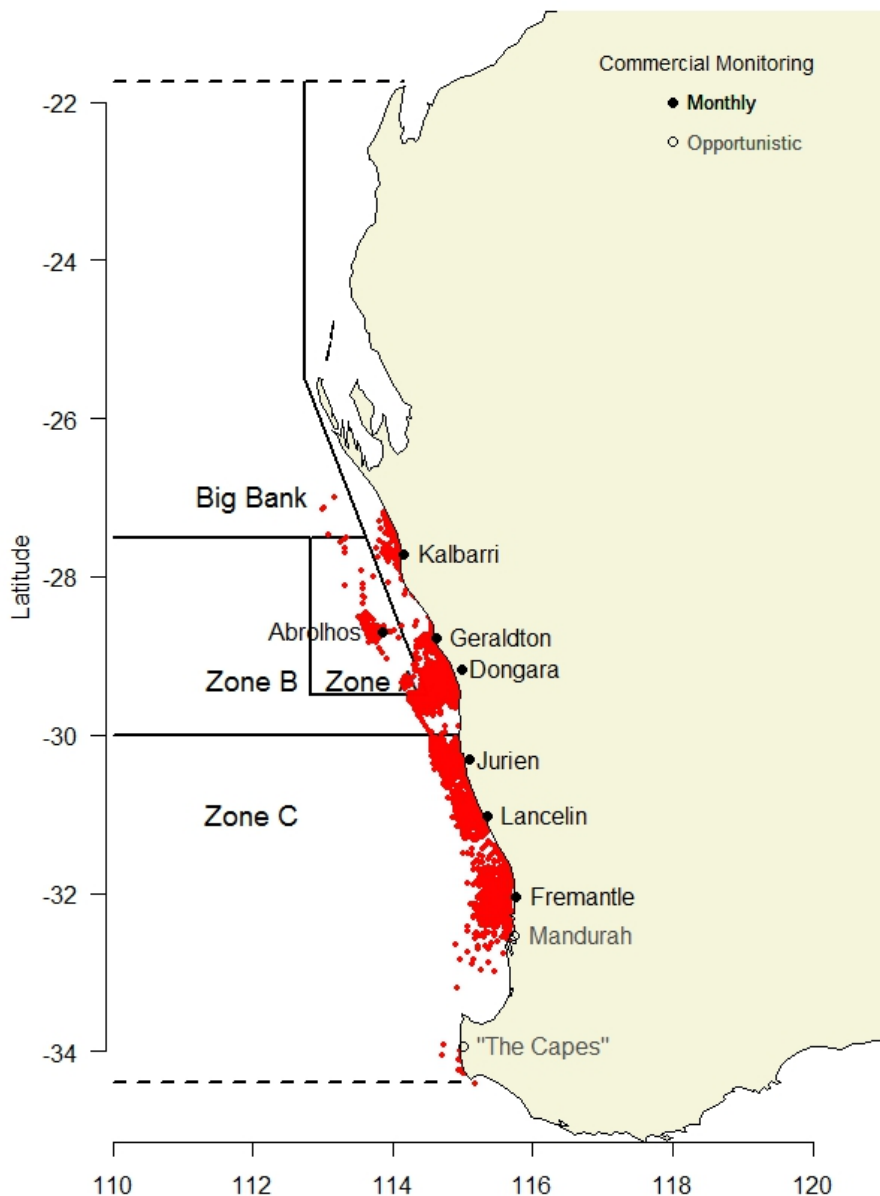 Commercial Monitoring
Monthly
Opportunistic
-22
-24
-26
-28
-30
-32
-34
Latitude
Big Bank
Kalbarri
Abrolhos
Geraldton
Dongara
Zone B
Zone
Jurien
Zone C
Lancelin
Fremantle
Mandurah
"The Capes"
110
112
114
116
118
120